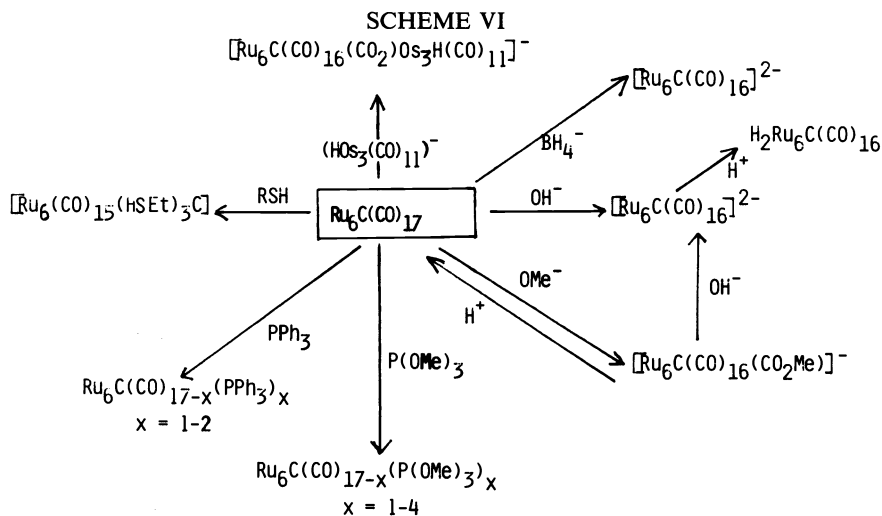 SCHEME VI
[Ru₆C(CO)₁₆(CO₂)Os₃H(CO)₁₁]⁻
[Ru₆C(CO)₁₆]²⁻
BH₄⁻
H₂Ru₆C(CO)₁₆
H⁺
(HOs₃(CO)₁₁)⁻
[Ru₆(CO)₁₅(HSEt)₃C]
RSH
Ru₆C(CO)₁₇
OH⁻
[Ru₆C(CO)₁₆]²⁻
OMe⁻
H⁺
OH⁻
PPh₃
P(OMe)₃
[Ru₆C(CO)₁₆(CO₂Me)]⁻
Ru₆C(CO)₁₇₋ₓ(PPh₃)ₓ
x = 1-2
Ru₆C(CO)₁₇₋ₓ(P(OMe)₃)ₓ
x = 1-4